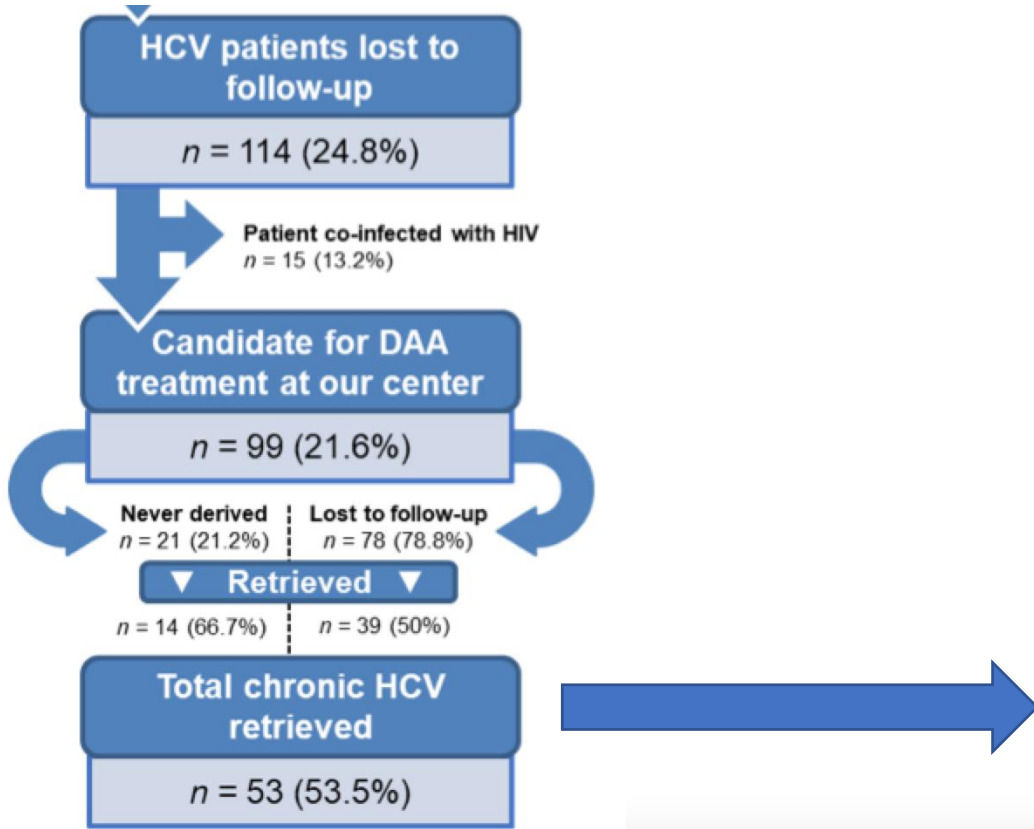 HCV patients lost to
follow-up
n = 114 (24.8%)
Patient co-infected with HIV
n = 15 (13.2%)
Candidate for DAA
treatment at our center
n = 99 (21.6%)
Never derived
n = 21 (21.2%)
Lost to follow-up
n = 78 (78.8%)
Retrieved
n = 14 (66.7%)
n = 39 (50%)
Total chronic HCV
retrieved
n = 53 (53.5%)